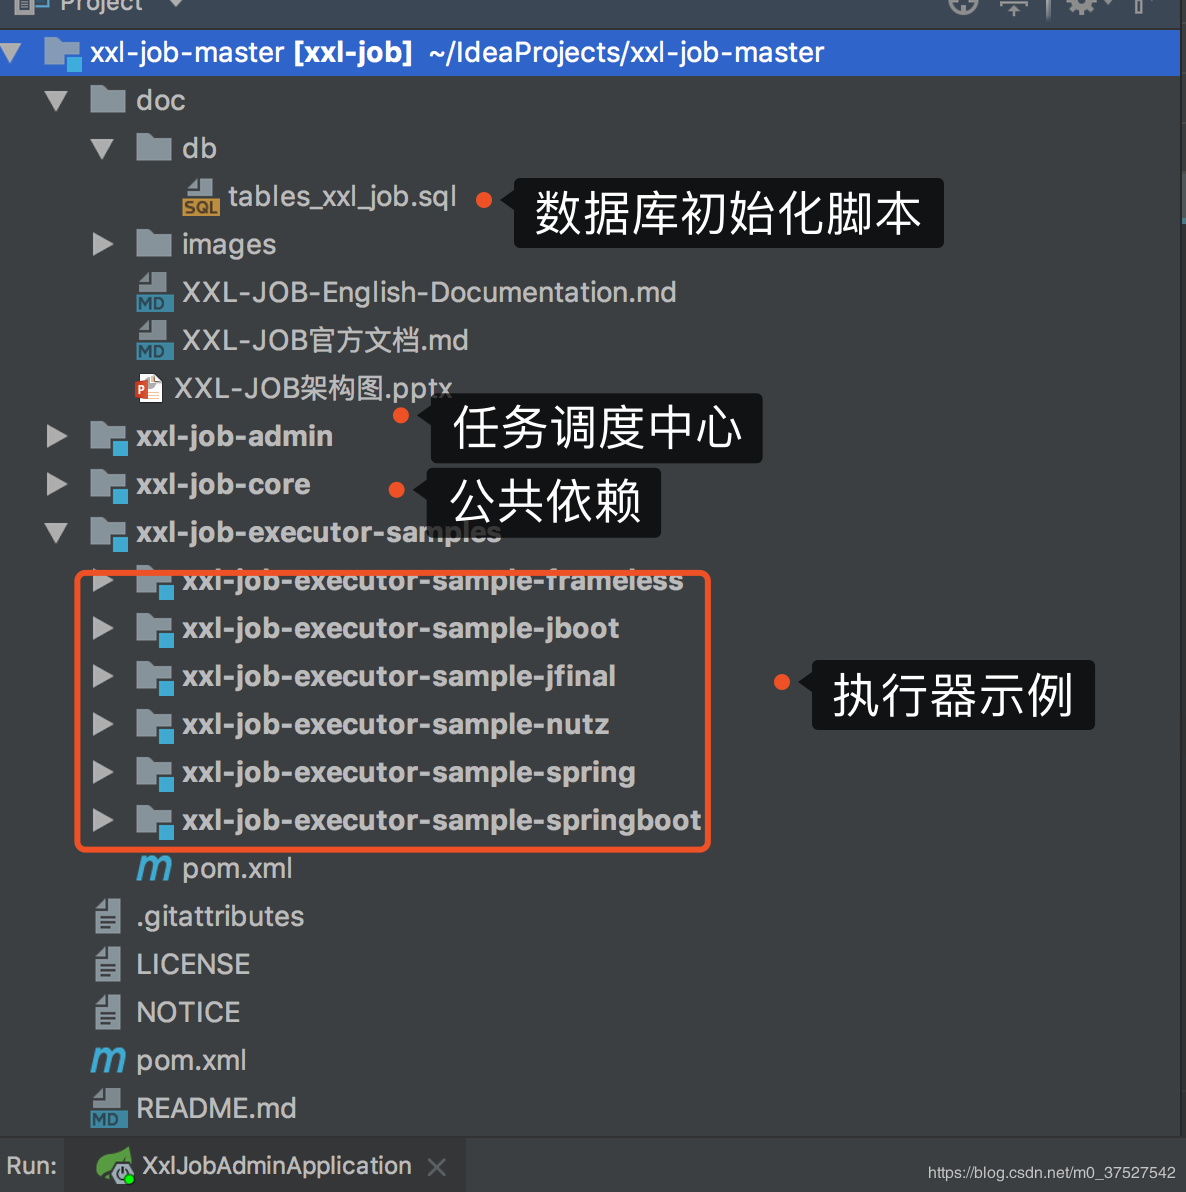 Project
xxl-job-master [xxl-job] ~/IdeaProjects/xxl-job-master
doc
db
SQL tables_xxl_job.sql
数据库初始化脚本
images
MD XXL-JOB-English-Documentation.md
MD XXL-JOB官方文档.md
P XXL-JOB架构图.pptx
任务调度中心
xxl-job-admin
xxl-job-core
公共依赖
xxl-job-executor-samples
xxl-job-executor-sample-frameless
xxl-job-executor-sample-jboot
xxl-job-executor-sample-jfinal
执行器示例
xxl-job-executor-sample-nutz
xxl-job-executor-sample-spring
xxl-job-executor-sample-springboot
m pom.xml
.gitattributes
LICENSE
NOTICE
m pom.xml
MD README.md
Run: XxlJobAdminApplication
https://blog.csdn.net/m0_37527542